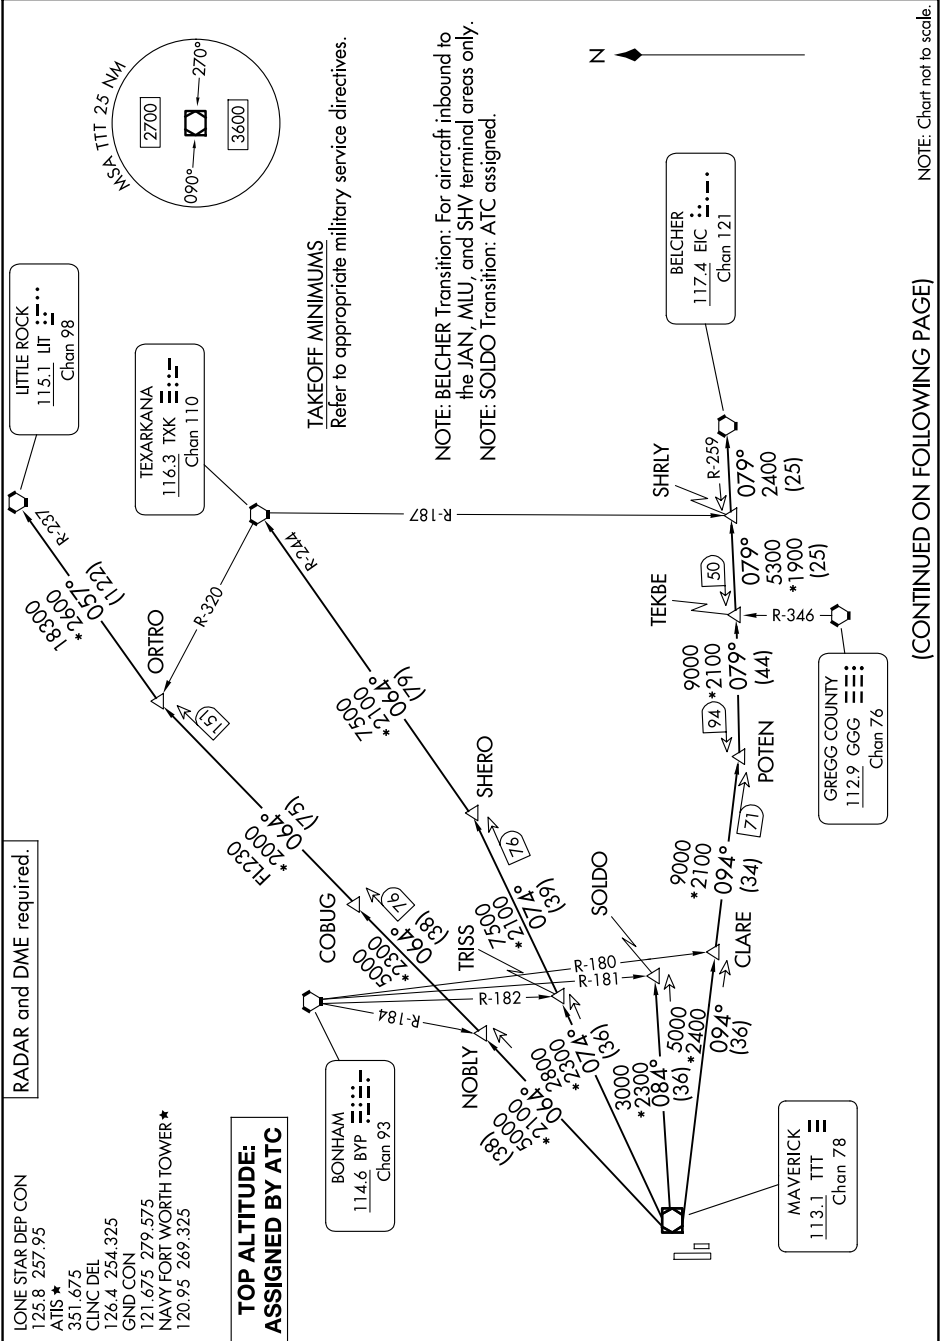 LONE STAR DEP CON
125.8 257.95
ATIS ★
351.675
CLNC DEL
126.4 254.325
GND CON
121.675 279.575
NAVY FORT WORTH TOWER ★
120.95 269.325
RADAR and DME required.
TOP ALTITUDE:
ASSIGNED BY ATC
MSA TTT 25 NM
2700
090°
270°
3600
LITTLE ROCK
115.1 LIT
Chan 98
R-237
18300
*2600
057°
(122)
TEXARKANA
116.3 TXK
Chan 110
R-320
R-244
R-187
ORTRO
151
FL230
*2000
064°
(75)
COBUG
76
5000
*2300
064°
(38)
NOBLY
5000
*2100
064°
(38)
BONHAM
114.6 BYP
Chan 93
R-184
R-182
R-181
R-180
7500
*2100
064°
(79)
SHERO
76
7500
*2100
074°
(39)
TRISS
2800
*2300
074°
(36)
SOLDO
3000
*2300
084°
(36)
CLARE
5000
*2400
094°
(36)
9000
*2100
094°
(34)
71
POTEN
94
9000
*2100
079°
(44)
TEKBE
50
R-346
GREGG COUNTY
112.9 GGG
Chan 76
079°
5300
*1900
(25)
SHRLY
R-259
079°
2400
(25)
BELCHER
117.4 EIC
Chan 121
MAVERICK
113.1 TTT
Chan 78
TAKEOFF MINIMUMS
Refer to appropriate military service directives.
NOTE: BELCHER Transition: For aircraft inbound to
the JAN, MLU, and SHV terminal areas only.
NOTE: SOLDO Transition: ATC assigned.
N
NOTE: Chart not to scale.
(CONTINUED ON FOLLOWING PAGE)